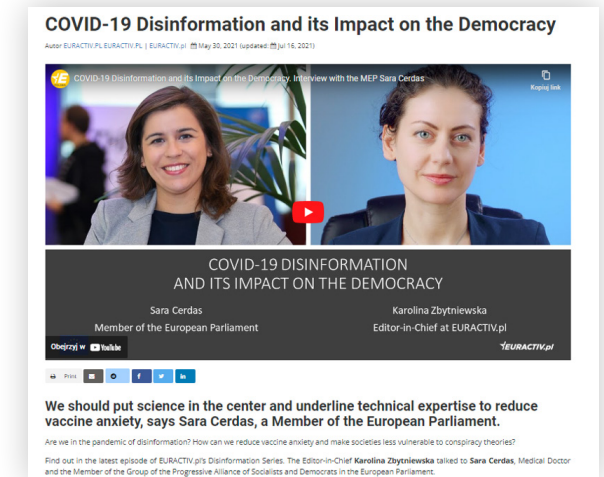 COVID-19 Disinformation and its Impact on the Democracy
Autor EURACTIV.PL EURACTIV.PL | EURACTIV.pl May 30, 2021 (updated: Jul 16, 2021)
COVID-19 Disinformation and its Impact on the Democracy. Interview with the MEP Sara Cerdas
Kopiuj link
COVID-19 DISINFORMATION
AND ITS IMPACT ON THE DEMOCRACY
Sara Cerdas Karolina Zbytniewska
Member of the European Parliament Editor-in-Chief at EURACTIV.pl
Obejrzyj w YouTube EURACTIV.pl
Print
We should put science in the center and underline technical expertise to reduce
vaccine anxiety, says Sara Cerdas, a Member of the European Parliament.
Are we in the pandemic of disinformation? How can we reduce vaccine anxiety and make societies less vulnerable to conspiracy theories?
Find out in the latest episode of EURACTIV.pl's Disinformation Series. The Editor-in-Chief Karolina Zbytniewska talked to Sara Cerdas, Medical Doctor
and the Member of the Group of the Progressive Alliance of Socialists and Democrats in the European Parliament.